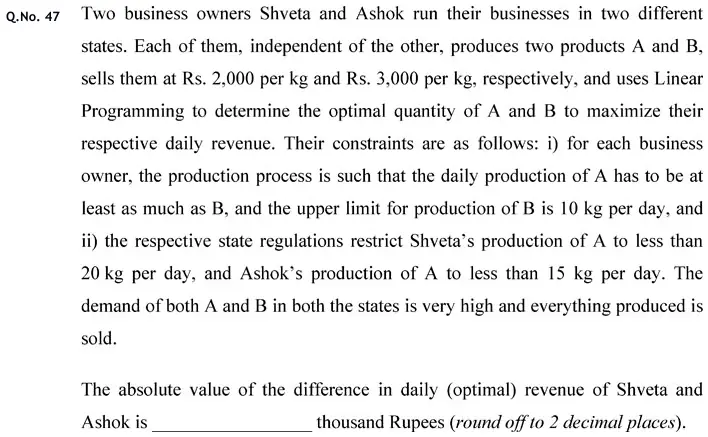 Q.No. 47 Two business owners Shveta and Ashok run their businesses in two different
states. Each of them, independent of the other, produces two products A and B,
sells them at Rs. 2,000 per kg and Rs. 3,000 per kg, respectively, and uses Linear
Programming to determine the optimal quantity of A and B to maximize their
respective daily revenue. Their constraints are as follows: i) for each business
owner, the production process is such that the daily production of A has to be at
least as much as B, and the upper limit for production of B is 10 kg per day, and
ii) the respective state regulations restrict Shveta's production of A to less than
20 kg per day, and Ashok's production of A to less than 15 kg per day. The
demand of both A and B in both the states is very high and everything produced is
sold.
The absolute value of the difference in daily (optimal) revenue of Shveta and
Ashok is ____________________ thousand Rupees (round off to 2 decimal places).